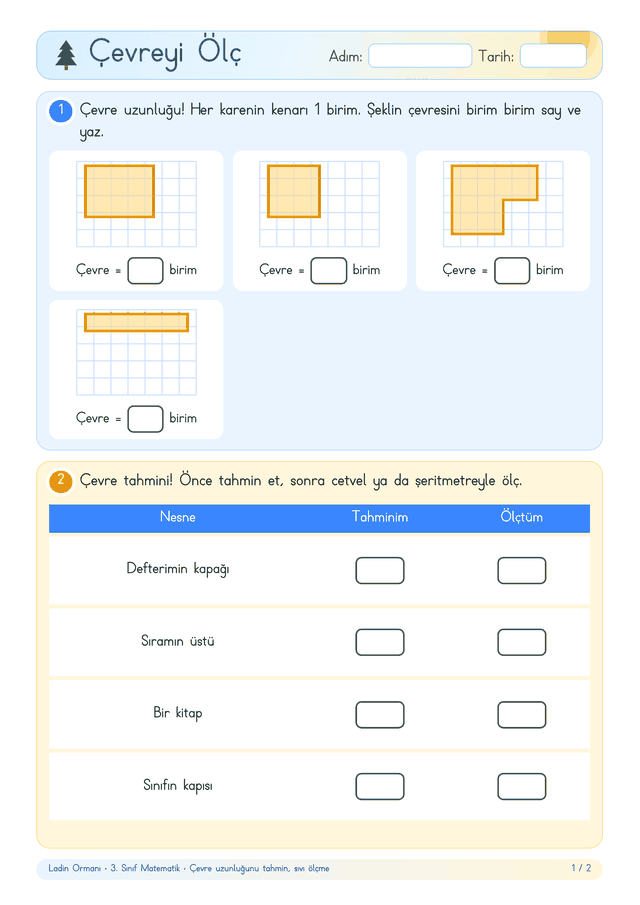 Çevreyi Ölç
Adım:
Tarih:
1
Çevre uzunluğu! Her karenin kenarı 1 birim. Şeklin çevresini birim birim say ve
yaz.
Çevre = birim
Çevre = birim
Çevre = birim
Çevre = birim
2
Çevre tahmini! Önce tahmin et, sonra cetvel ya da şeritmetreyle ölç.
Nesne Tahminim Ölçtüm
Defterimin kapağı
Sıramın üstü
Bir kitap
Sınıfın kapısı
Ladin Ormanı • 3. Sınıf Matematik • Çevre uzunluğunu tahmin, sıvı ölçme
1 / 2